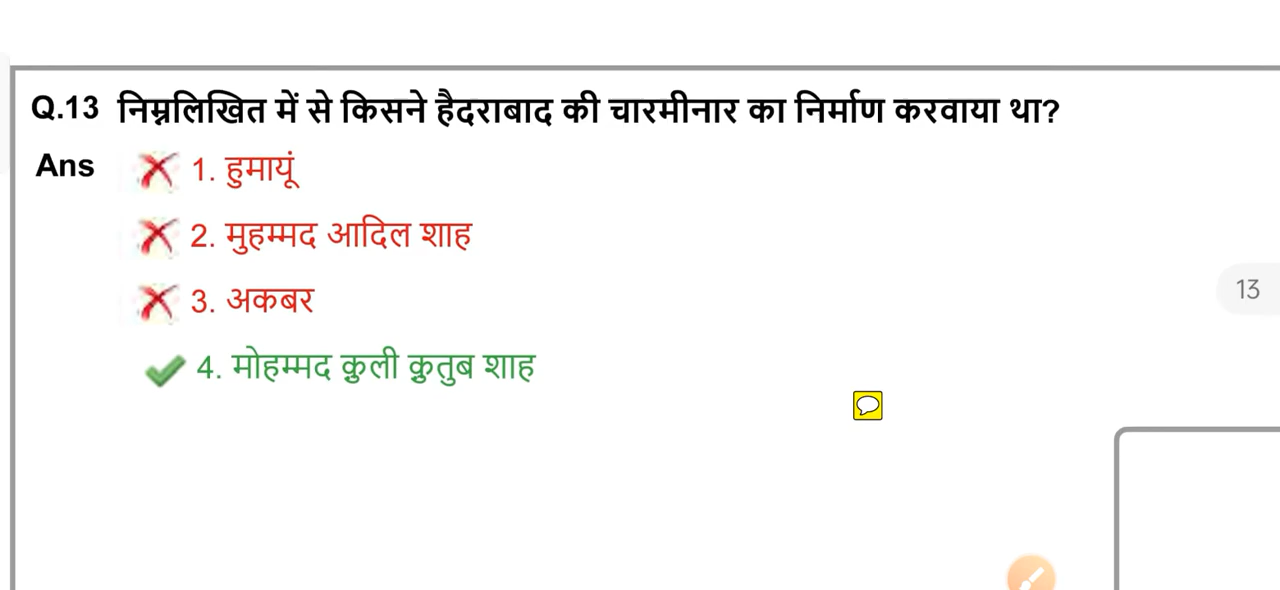 Q.13 निम्नलिखित में से किसने हैदराबाद की चारमीनार का निर्माण करवाया था?
Ans 1. हुमायूं
2. मुहम्मद आदिल शाह
3. अकबर
13
4. मोहम्मद क़ुली क़ुतुब शाह